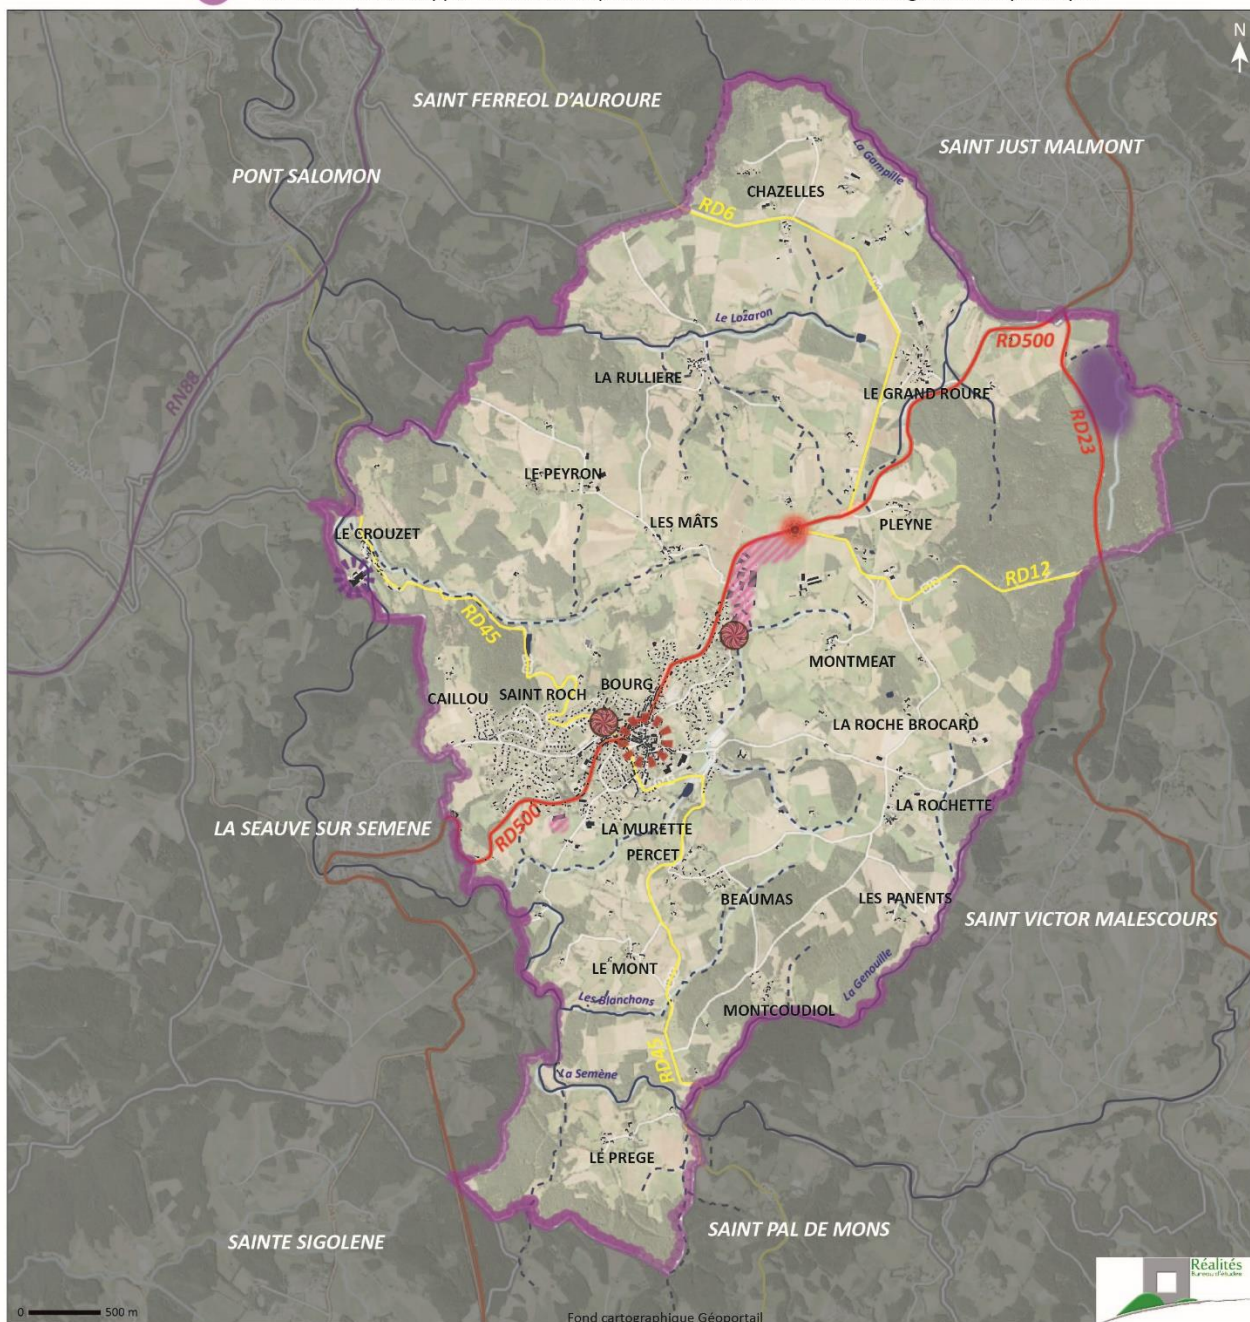 N
SAINT FERREOL D'AUROURE
SAINT JUST MALMONT
La Gampille
PONT SALOMON
CHAZELLES
RD6
Le Lozaron
RD500
LA RULLIERE
LE GRAND ROURE
RN88
RD23
LE PEYRON
LES MÂTS
PLEYNE
LE CROUZET
RD12
RD45
MONTMEAT
BOURG
CAILLOU
SAINT ROCH
LA ROCHE BROCARD
LA ROCHETTE
LA SEAUVE SUR SEMENE
RD500
LA MURETTE
PERCET
BEAUMAS
LES PANENTS
SAINT VICTOR MALESCOURS
LE MONT
La Genouille
Les Blanchons
MONTCOUDIOL
RD45
La Semène
LE PREGE
SAINTE SIGOLENE
SAINT PAL DE MONS
Réalités
Bureau d'études
0 500 m
Fond cartographique Géoportail